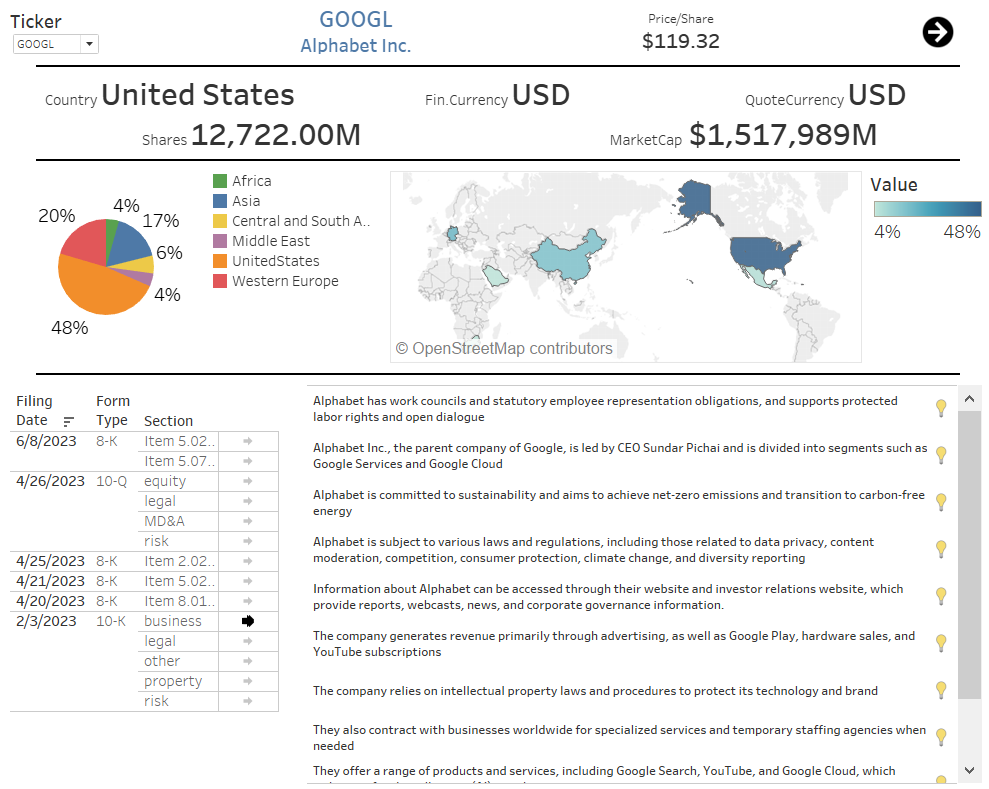 Ticker
GOOGL
GOOGL
Alphabet Inc.
Price/Share
$119.32
Country United States
Fin.Currency USD
QuoteCurrency USD
Shares 12,722.00M
MarketCap $1,517,989M
20%
4%
17%
6%
4%
48%
Africa
Asia
Central and South A..
Middle East
UnitedStates
Western Europe
© OpenStreetMap contributors
Value
4% 48%
Filing Date
Form Type
Section
6/8/2023 8-K Item 5.02..
Item 5.07..
4/26/2023 10-Q equity
legal
MD&A
risk
4/25/2023 8-K Item 2.02..
4/21/2023 8-K Item 5.02..
4/20/2023 8-K Item 8.01..
2/3/2023 10-K business
legal
other
property
risk
Alphabet has work councils and statutory employee representation obligations, and supports protected
labor rights and open dialogue
Alphabet Inc., the parent company of Google, is led by CEO Sundar Pichai and is divided into segments such as
Google Services and Google Cloud
Alphabet is committed to sustainability and aims to achieve net-zero emissions and transition to carbon-free
energy
Alphabet is subject to various laws and regulations, including those related to data privacy, content
moderation, competition, consumer protection, climate change, and diversity reporting
Information about Alphabet can be accessed through their website and investor relations website, which
provide reports, webcasts, news, and corporate governance information.
The company generates revenue primarily through advertising, as well as Google Play, hardware sales, and
YouTube subscriptions
The company relies on intellectual property laws and procedures to protect its technology and brand
They also contract with businesses worldwide for specialized services and temporary staffing agencies when
needed
They offer a range of products and services, including Google Search, YouTube, and Google Cloud, which